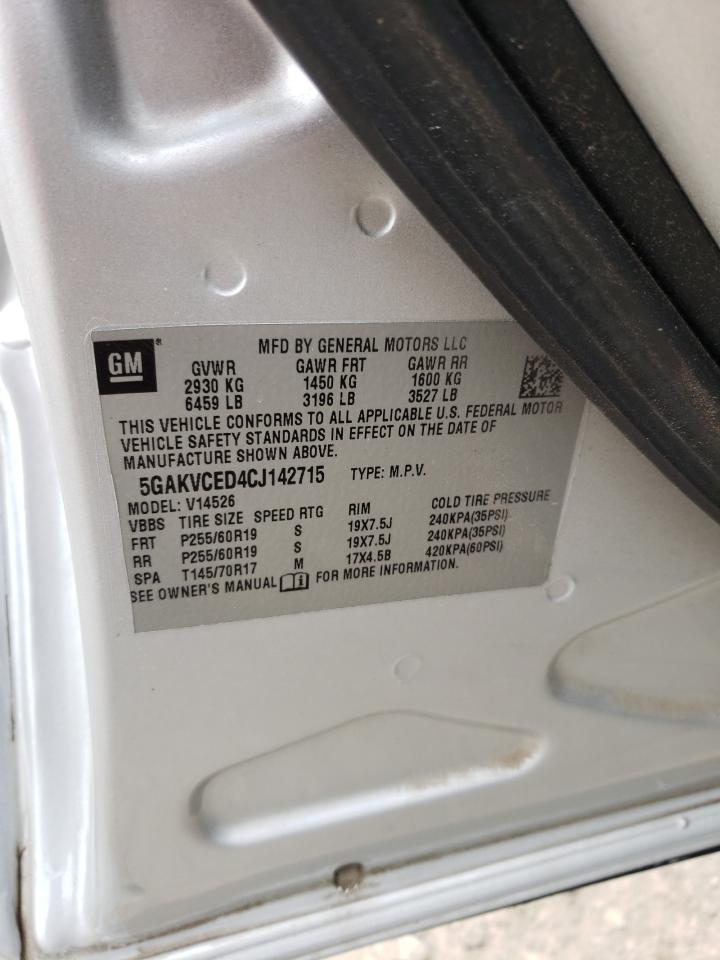 GM
MFD BY GENERAL MOTORS LLC
GVWR GAWR FRT GAWR RR
2930 KG 1450 KG 1600 KG
6459 LB 3196 LB 3527 LB
THIS VEHICLE CONFORMS TO ALL APPLICABLE U.S. FEDERAL MOTOR
VEHICLE SAFETY STANDARDS IN EFFECT ON THE DATE OF
MANUFACTURE SHOWN ABOVE.
5GAKVCED4CJ142715 TYPE: M.P.V.
MODEL: V14526
VBBS TIRE SIZE SPEED RTG RIM COLD TIRE PRESSURE
FRT P255/60R19 S 19X7.5J 240KPA(35PSI)
RR P255/60R19 S 19X7.5J 240KPA(35PSI)
SPA T145/70R17 M 17X4.5B 420KPA(60PSI)
SEE OWNER'S MANUAL FOR MORE INFORMATION.